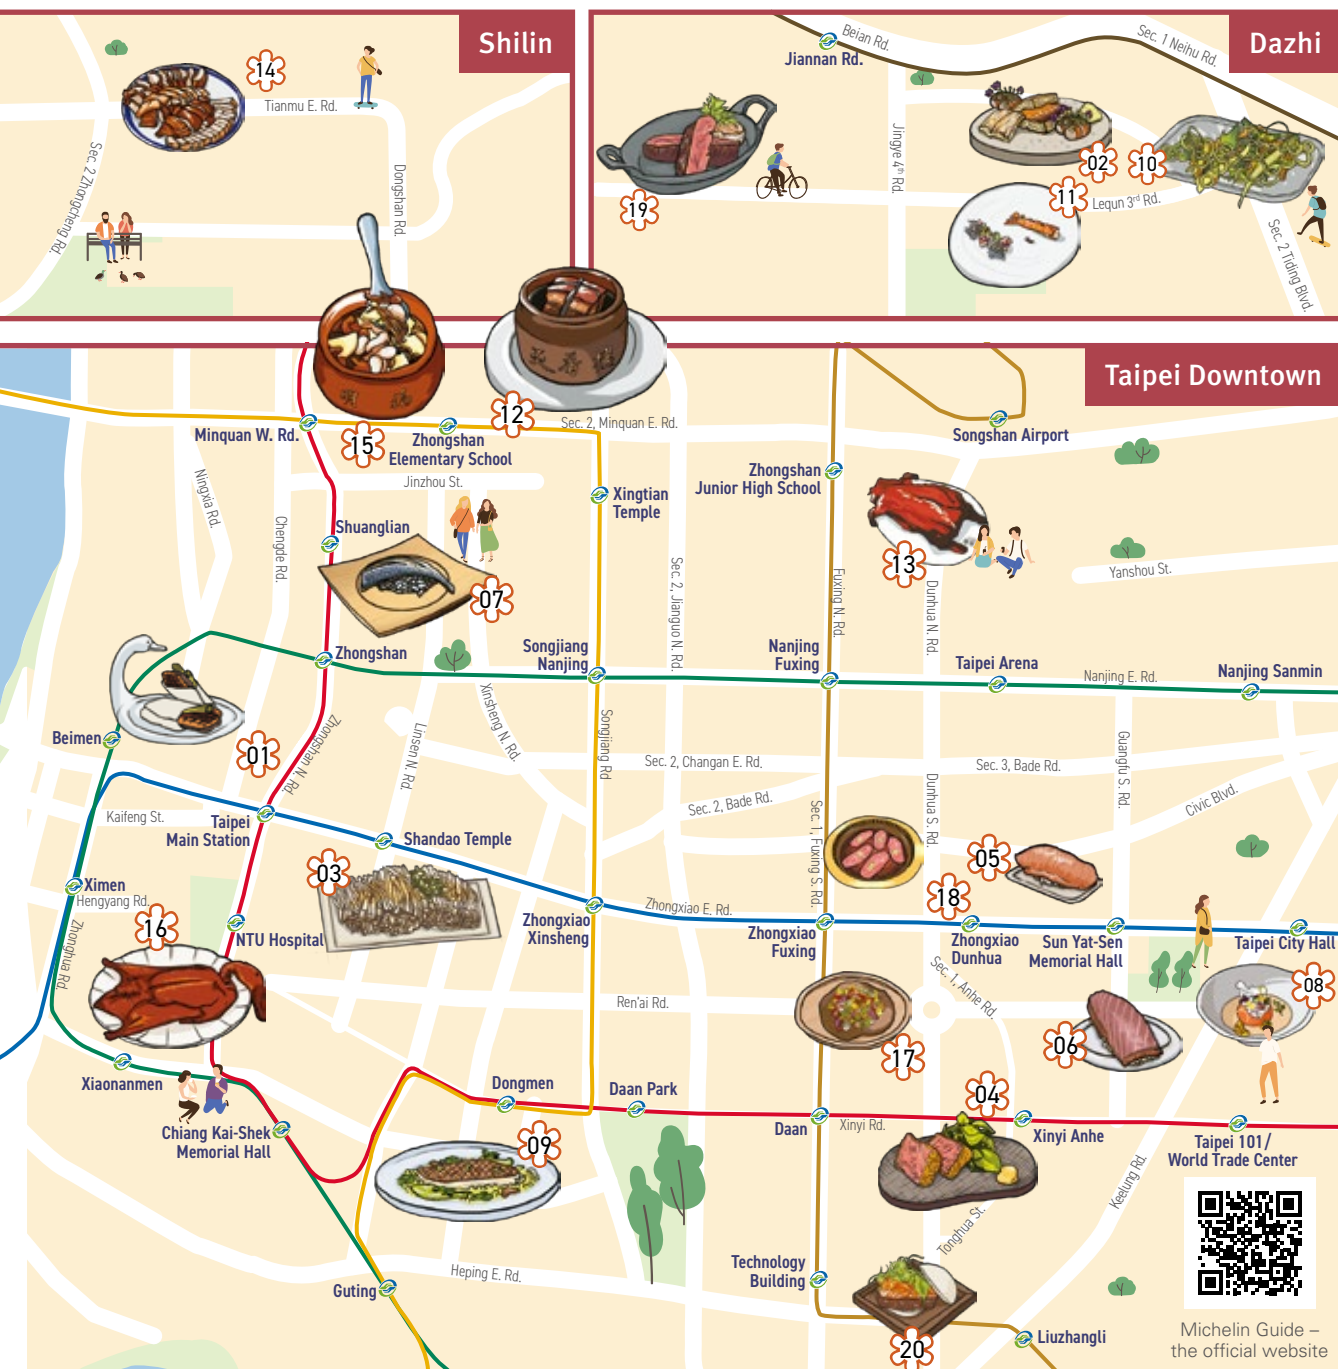 Shilin
14
Tianmu E. Rd.
Sec. 2 Zhongcheng Rd.
Dongshan Rd.
Dazhi
Jiannan Rd.
Beian Rd.
Sec. 1 Neihu Rd.
Jingye 4th Rd.
19
02
10
11
Lequn 3rd Rd.
Sec. 2 Tiding Blvd.
Taipei Downtown
Minquan W. Rd.
15
Zhongshan
Elementary School
12
Sec. 2, Minquan E. Rd.
Songshan Airport
Jinzhou St.
Ningxia Rd.
Chengde Rd.
Shuanglian
Xingtian
Temple
Zhongshan
Junior High School
13
Yanshou St.
07
Sec. 2, Jianguo N. Rd.
Fuxing N. Rd.
Dunhua N. Rd.
Zhongshan
Songjiang
Nanjing
Nanjing
Fuxing
Taipei Arena
Nanjing E. Rd.
Nanjing Sanmin
Beimen
01
Zhongshan N. Rd.
Linsen N. Rd.
Xinsheng N. Rd.
Songjiang Rd
Sec. 2, Changan E. Rd.
Sec. 3, Bade Rd.
Guangfu S. Rd.
Civic Blvd.
Sec. 2, Bade Rd.
Dunhua S. Rd.
Sec. 1, Fuxing S. Rd.
Kaifeng St.
Taipei
Main Station
Shandao Temple
03
05
18
Ximen
Hengyang Rd.
16
Zhonghua Rd.
NTU Hospital
Zhongxiao
Xinsheng
Zhongxiao E. Rd.
Zhongxiao
Fuxing
Zhongxiao
Dunhua
Sun Yat-Sen
Memorial Hall
Taipei City Hall
08
Ren'ai Rd.
Sec. 1, Anhe Rd.
17
06
Xiaonanmen
Chiang Kai-Shek
Memorial Hall
Dongmen
Daan Park
Daan
Xinyi Rd.
04
Xinyi Anhe
Taipei 101/
World Trade Center
09
Keelung Rd.
Tonghua St.
Technology
Building
Heping E. Rd.
Guting
20
Liuzhangli
Michelin Guide –
the official website